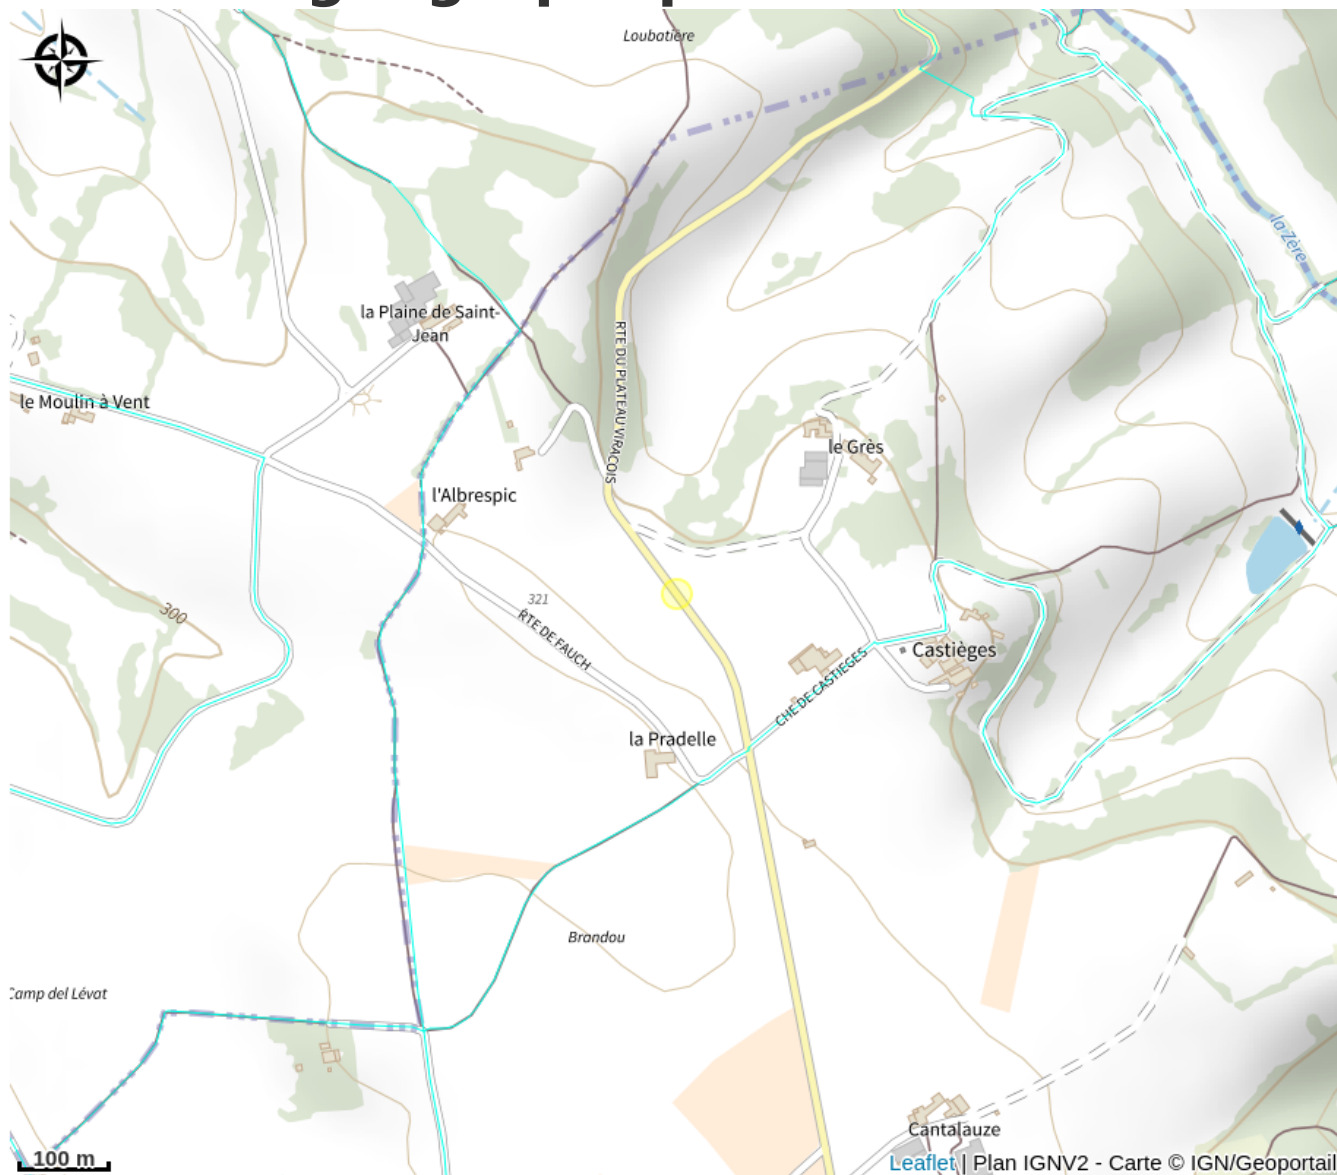 Loubatière
la Zère
la Plaine de Saint-
Jean
RTE DU PLATEAU VIRACOIS
le Moulin à Vent
le Grès
l'Albrespic
300
321
RTE DE FAUCH
Castièges
CHE DE CASTIEGES
la Pradelle
Brandou
Camp del Lévat
Cantalauze
100 m
Leaflet | Plan IGNV2 - Carte © IGN/Geoportail